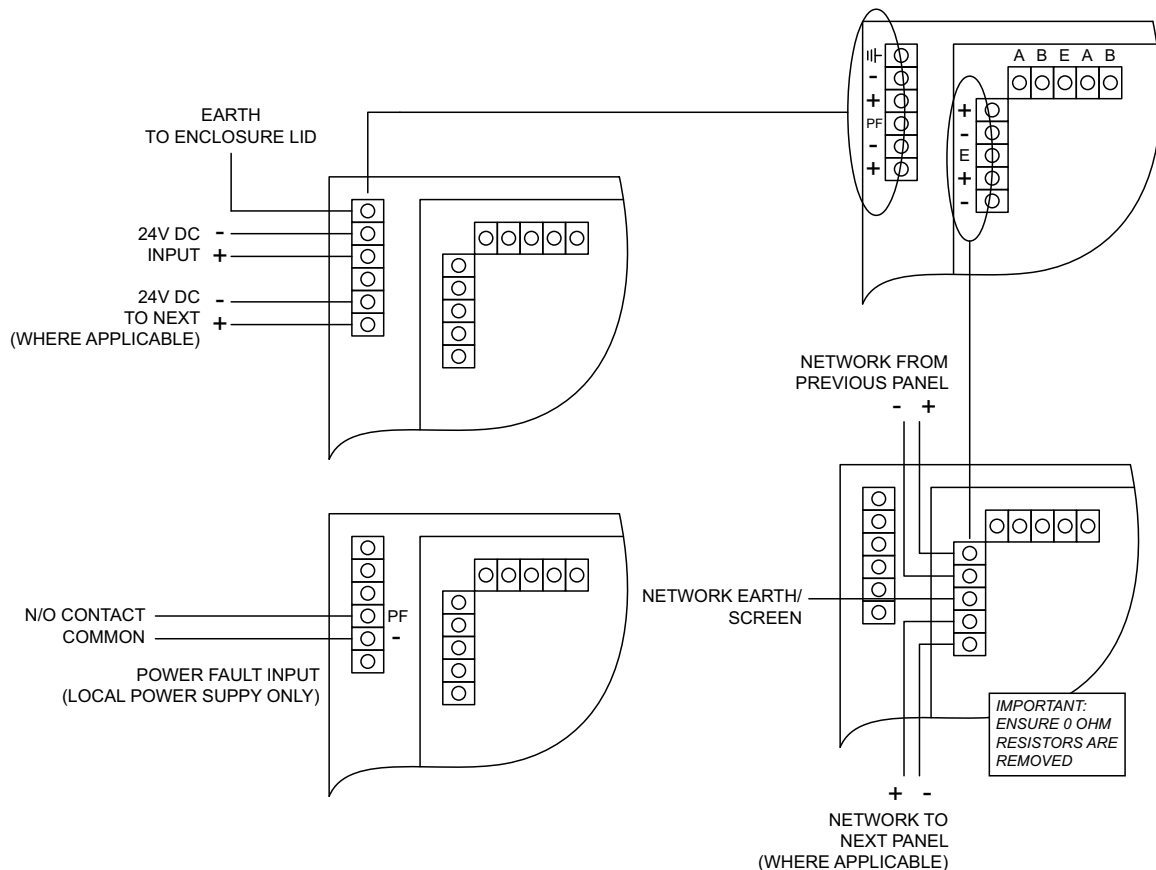 A B E A B
-
+
PF
-
+
+
-
E
+
-
EARTH
TO ENCLOSURE LID
24V DC -
INPUT +
24V DC -
TO NEXT +
(WHERE APPLICABLE)
NETWORK FROM
PREVIOUS PANEL
- +
N/O CONTACT PF
COMMON -
POWER FAULT INPUT
(LOCAL POWER SUPPY ONLY)
NETWORK EARTH/
SCREEN
IMPORTANT:
ENSURE 0 OHM
RESISTORS ARE
REMOVED
+ -
NETWORK TO
NEXT PANEL
(WHERE APPLICABLE)